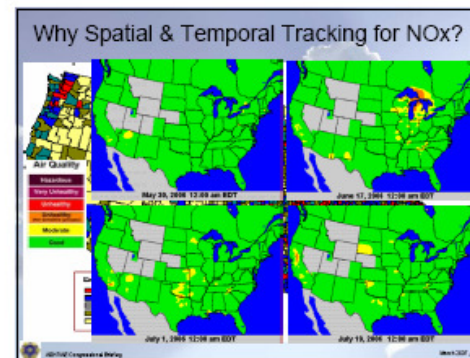 Why Spatial & Temporal Tracking for NOx?
Air Quality
Hazardous
Very Unhealthy
Unhealthy
Unhealthy
Moderate
Good
May 30, 2006 12:00 am EDT
June 17, 2006 12:00 am EDT
July 1, 2006 12:00 am EDT
July 19, 2006 12:00 am EDT